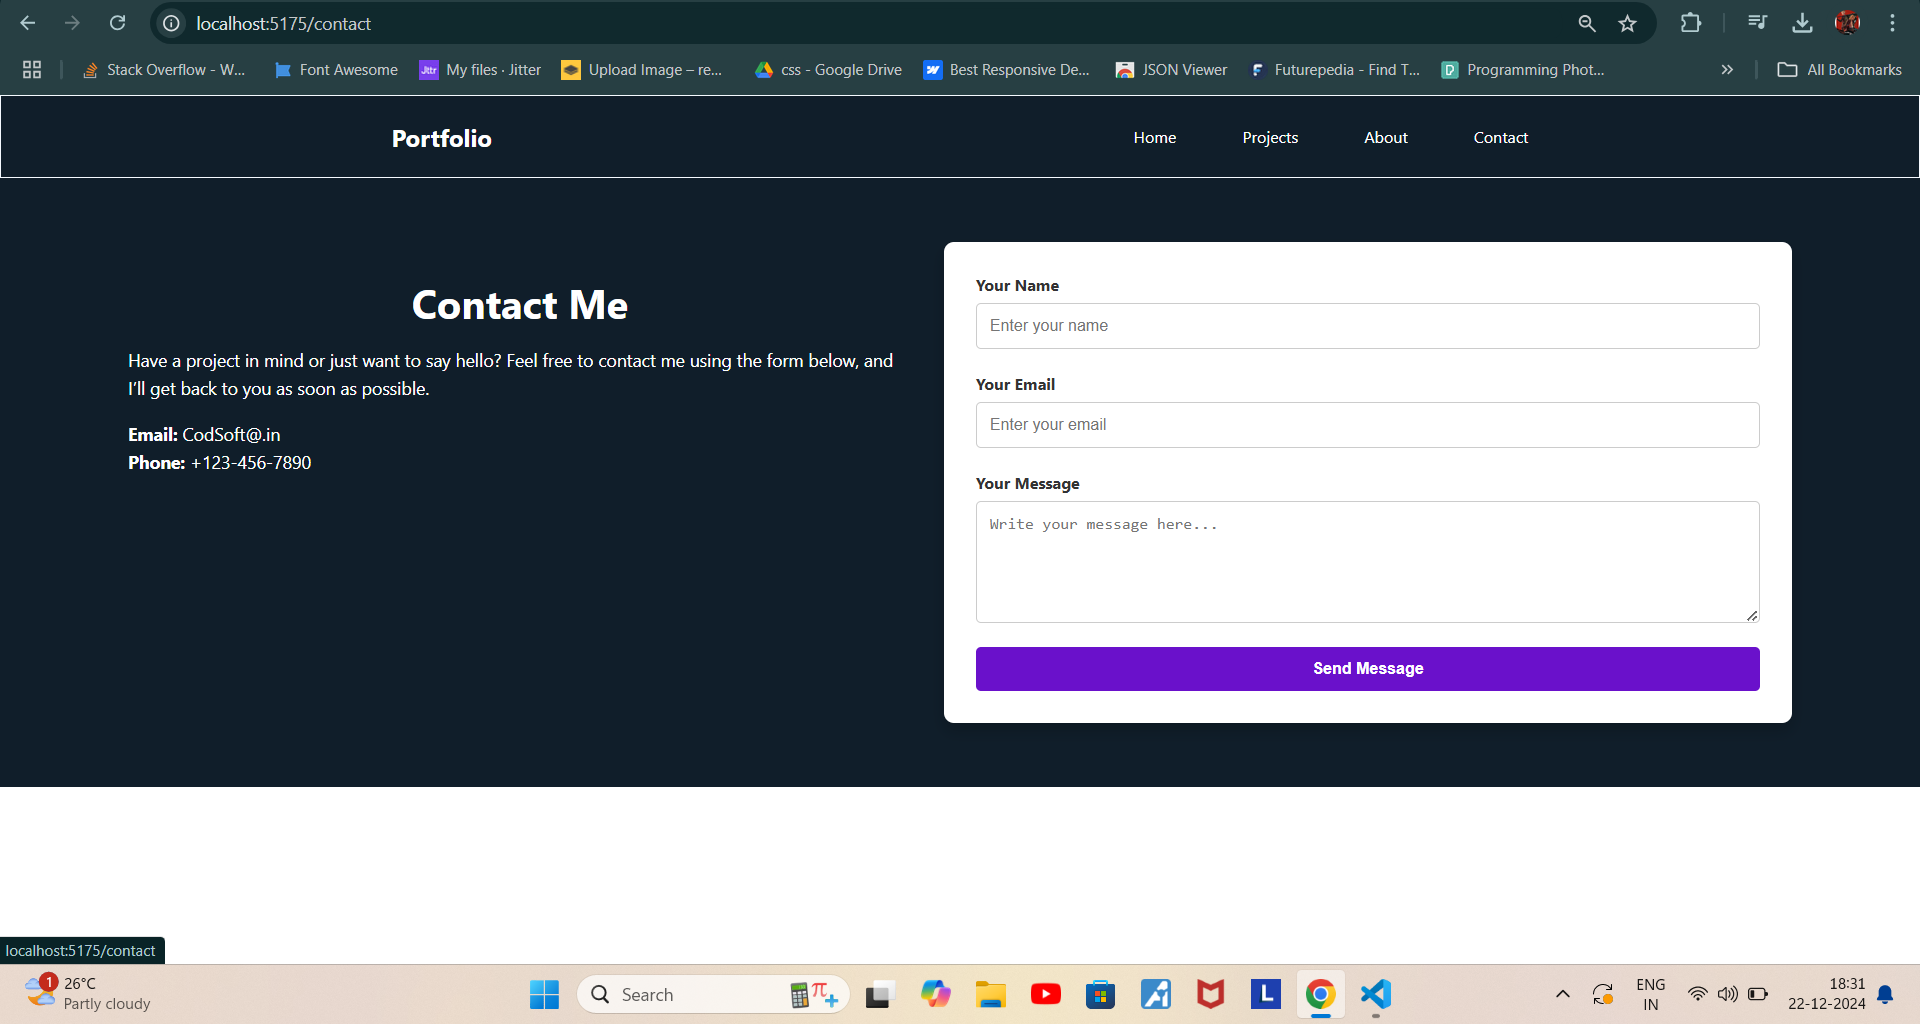 localhost:5175/contact
Stack Overflow - W... Font Awesome Jitr My files · Jitter Upload Image – re... css - Google Drive Best Responsive De... JSON Viewer Futurepedia - Find T... Programming Phot... » All Bookmarks
Portfolio Home Projects About Contact
Contact Me
Have a project in mind or just want to say hello? Feel free to contact me using the form below, and
I’ll get back to you as soon as possible.
Email: CodSoft@.in
Phone: +123-456-7890
Your Name
Enter your name
Your Email
Enter your email
Your Message
Write your message here...
Send Message
localhost:5175/contact
1 26°C
Partly cloudy
Search
L
ENG
IN
18:31
22-12-2024